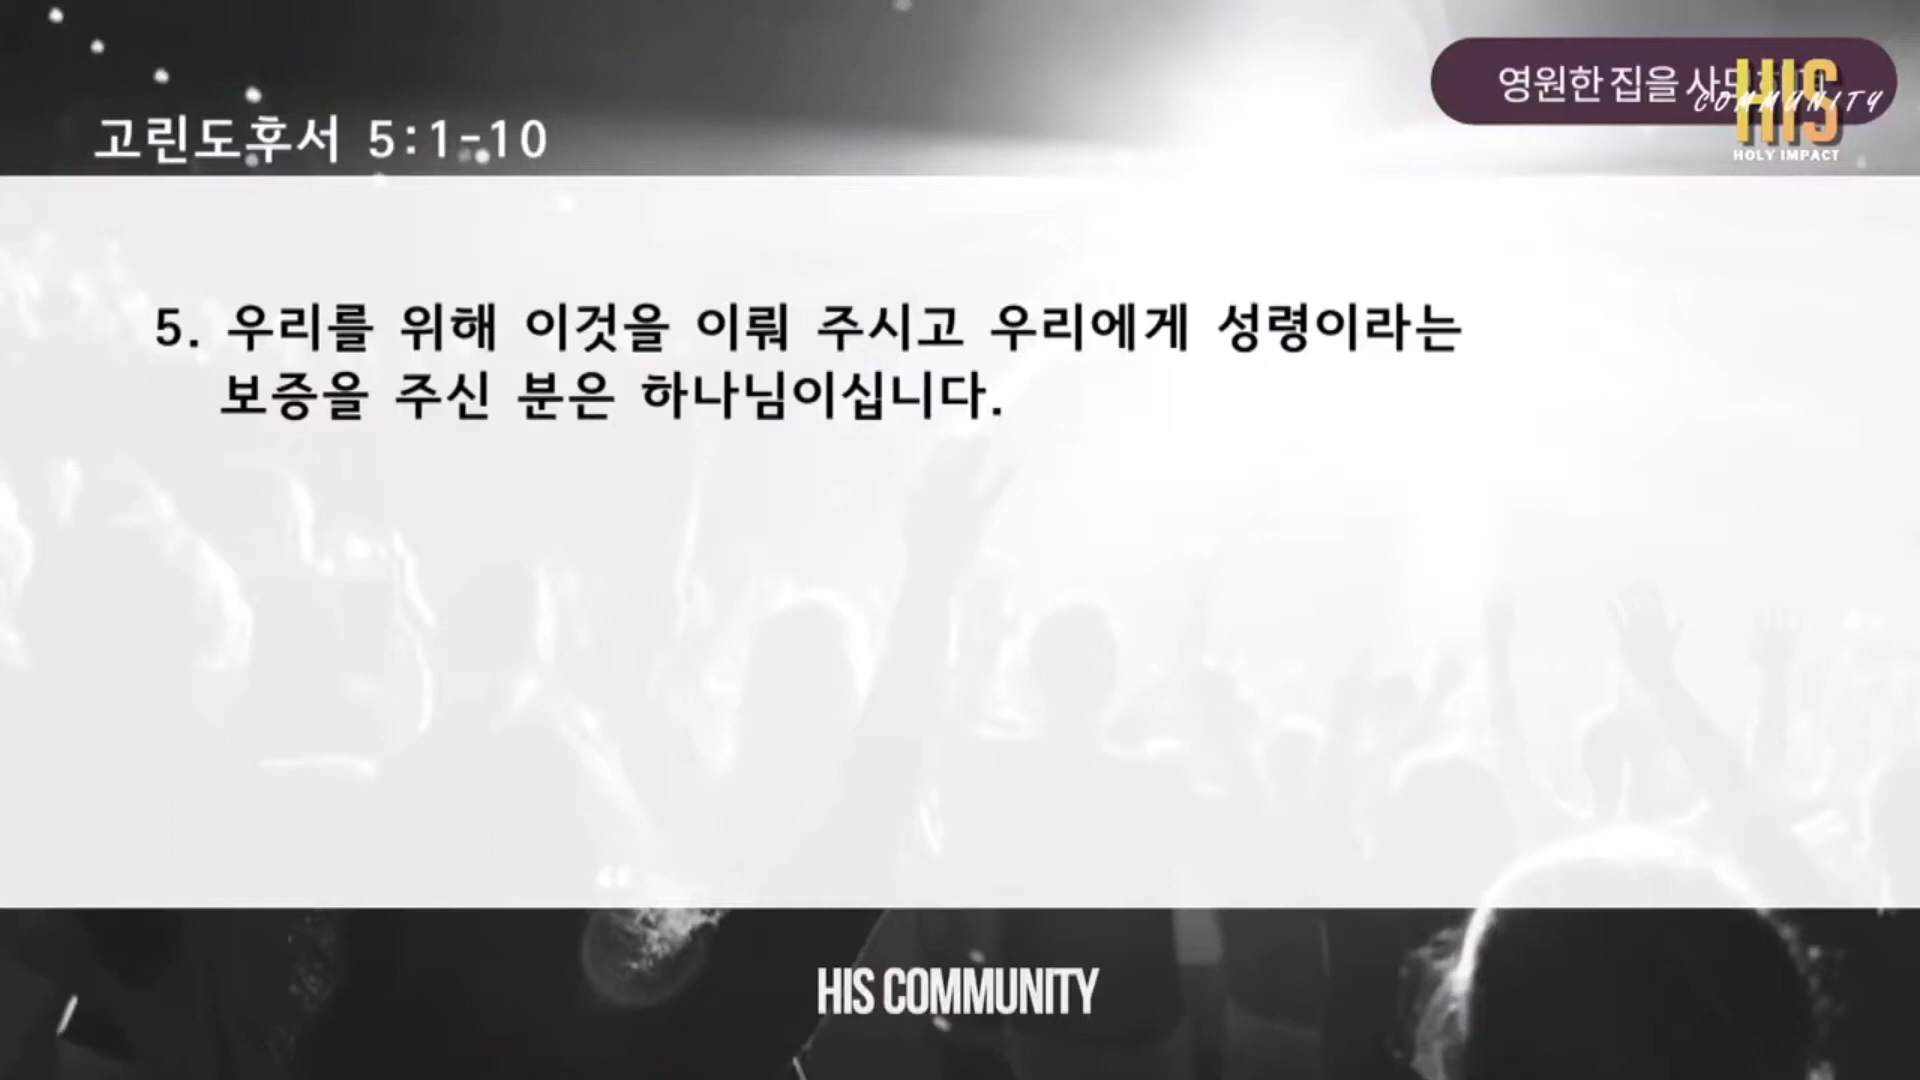 고린도후서 5:1-10
영원한 집을
HIS
COMMUNITY
HOLY IMPACT
5. 우리를 위해 이것을 이뤄 주시고 우리에게 성령이라는
보증을 주신 분은 하나님이십니다.
HIS COMMUNITY